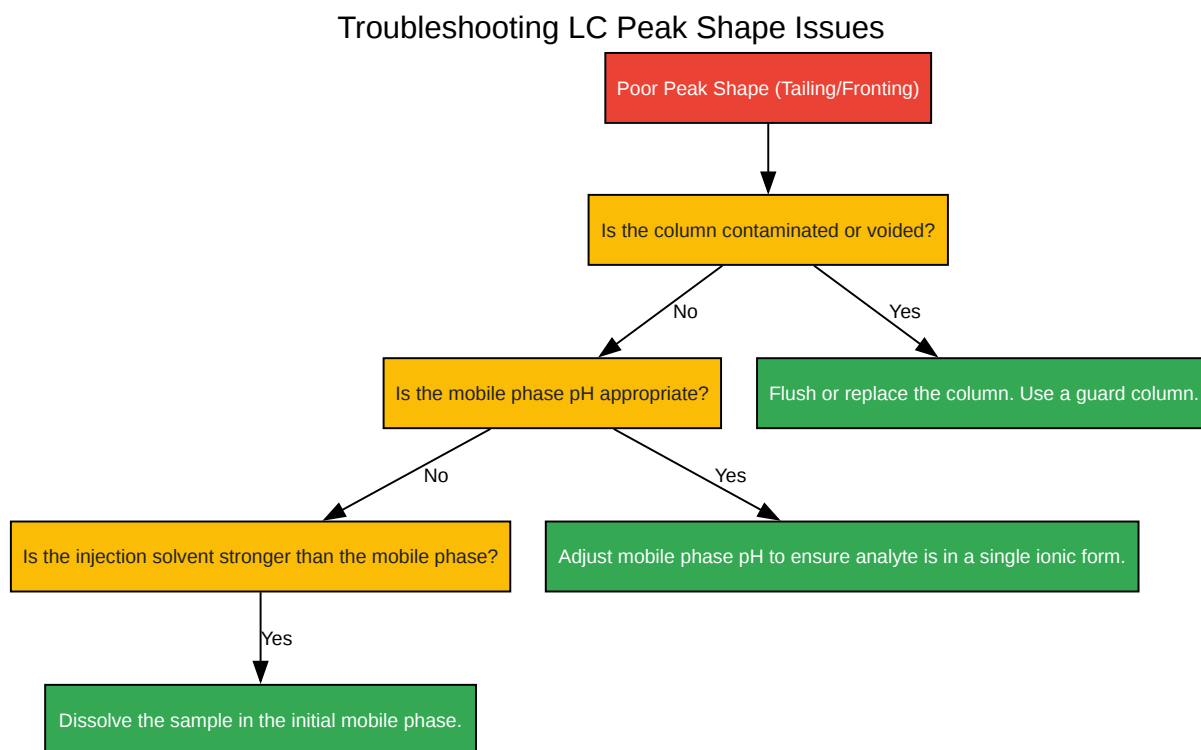 Troubleshooting LC Peak Shape Issues
Poor Peak Shape (Tailing/Fronting)
Is the column contaminated or voided?
No
Yes
Is the mobile phase pH appropriate?
Flush or replace the column. Use a guard column.
No
Yes
Is the injection solvent stronger than the mobile phase?
Adjust mobile phase pH to ensure analyte is in a single ionic form.
Yes
Dissolve the sample in the initial mobile phase.